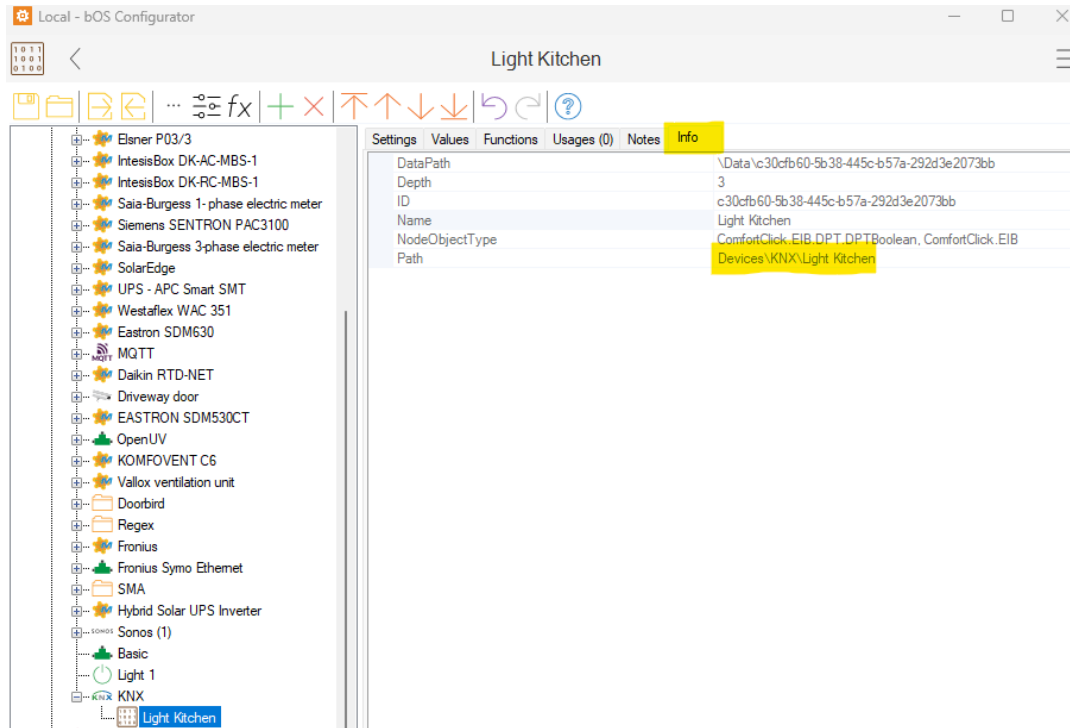 Local - bOS Configurator
1011
1001
0100
Light Kitchen
fx
Elsner P03/3
IntesisBox DK-AC-MBS-1
IntesisBox DK-RC-MBS-1
Saia-Burgess 1- phase electric meter
Siemens SENTRON PAC3100
Saia-Burgess 3-phase electric meter
SolarEdge
UPS - APC Smart SMT
Westaflex WAC 351
Eastron SDM630
MQTT MQTT
Daikin RTD-NET
Driveway door
EASTRON SDM530CT
OpenUV
KOMFOVENT C6
Vallox ventilation unit
Doorbird
Regex
Fronius
Fronius Symo Ethernet
SMA
Hybrid Solar UPS Inverter
SONOS Sonos (1)
Basic
Light 1
KNX KNX
Light Kitchen
Settings Values Functions Usages (0) Notes Info
DataPath \Data\c30cfb60-5b38-445c-b57a-292d3e2073bb
Depth 3
ID c30cfb60-5b38-445c-b57a-292d3e2073bb
Name Light Kitchen
NodeObjectType ComfortClick.EIB.DPT.DPTBoolean, ComfortClick.EIB
Path Devices\KNX\Light Kitchen